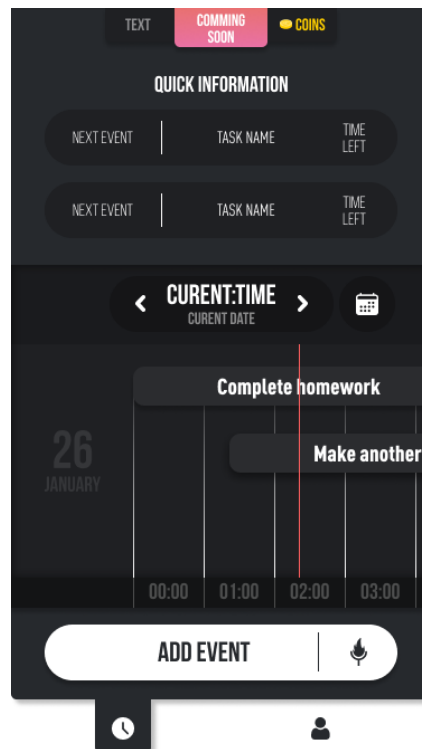 TEXT
COMMING
SOON
COINS
QUICK INFORMATION
NEXT EVENT
TASK NAME
TIME
LEFT
NEXT EVENT
TASK NAME
TIME
LEFT
CURENT:TIME
CURENT DATE
Complete homework
26
JANUARY
Make another
00:00
01:00
02:00
03:00
ADD EVENT